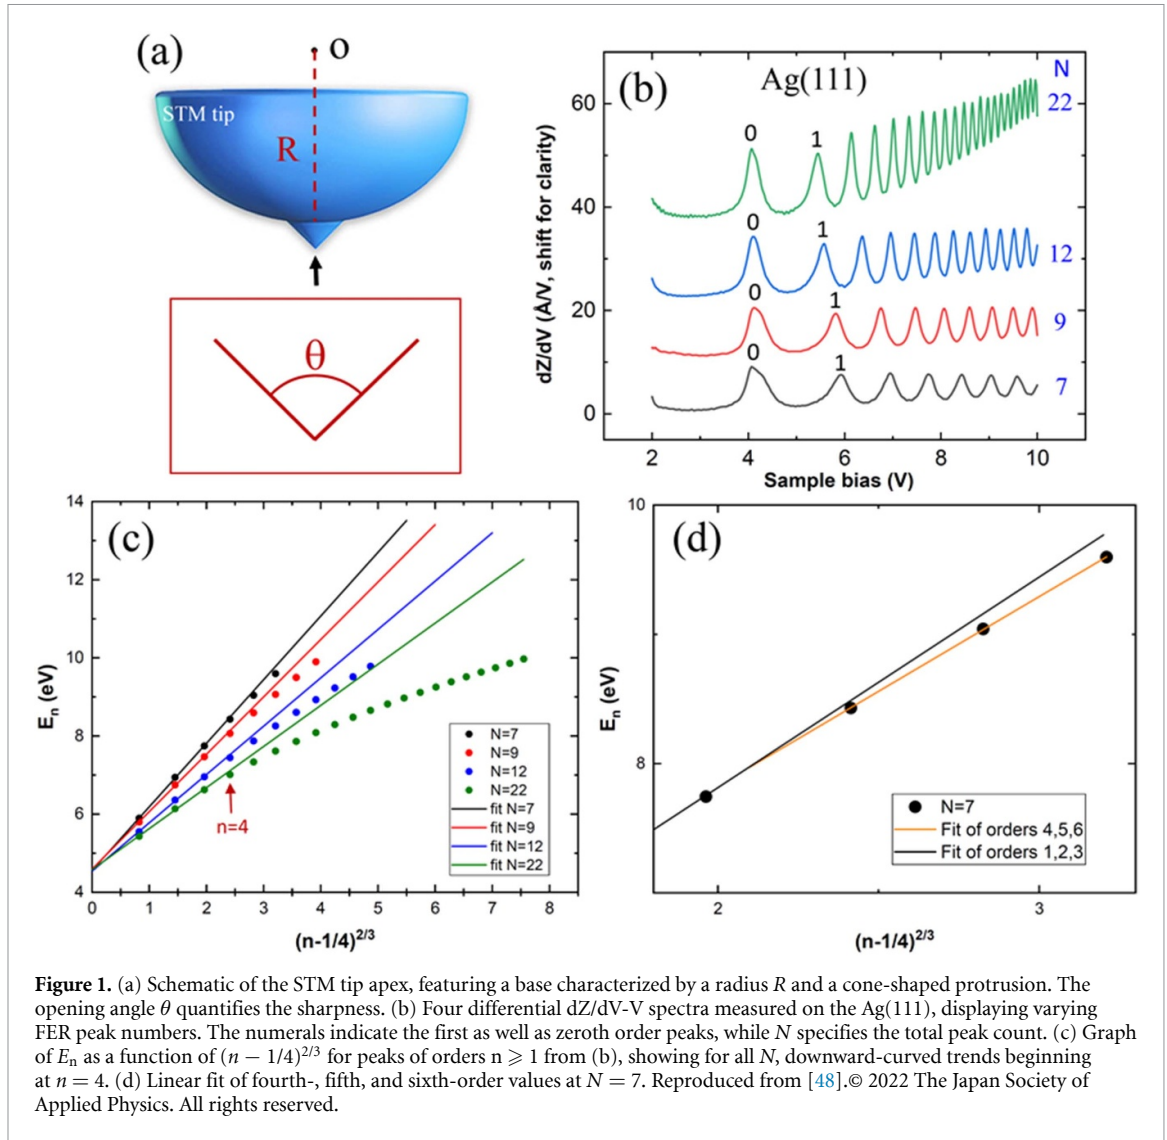 (a)
O
STM tip
R
θ
(b)
Ag(111)
N
22
12
9
7
0
1
0
1
0
1
0
1
60
40
20
0
dZ/dV (Å/V, shift for clarity)
2
4
6
8
10
Sample bias (V)
(c)
14
12
10
8
6
4
Eₙ (eV)
n=4
N=7
N=9
N=12
N=22
fit N=7
fit N=9
fit N=12
fit N=22
0
1
2
3
4
5
6
7
8
(n-1/4)²/³
(d)
10
8
Eₙ (eV)
N=7
Fit of orders 4,5,6
Fit of orders 1,2,3
2
3
(n-1/4)²/³
Figure 1. (a) Schematic of the STM tip apex, featuring a base characterized by a radius R and a cone-shaped protrusion. The
opening angle θ quantifies the sharpness. (b) Four differential dZ/dV-V spectra measured on the Ag(111), displaying varying
FER peak numbers. The numerals indicate the first as well as zeroth order peaks, while N specifies the total peak count. (c) Graph
of Eₙ as a function of (n − 1/4)²/³ for peaks of orders n ⩾ 1 from (b), showing for all N, downward-curved trends beginning
at n = 4. (d) Linear fit of fourth-, fifth, and sixth-order values at N = 7. Reproduced from [48].© 2022 The Japan Society of
Applied Physics. All rights reserved.